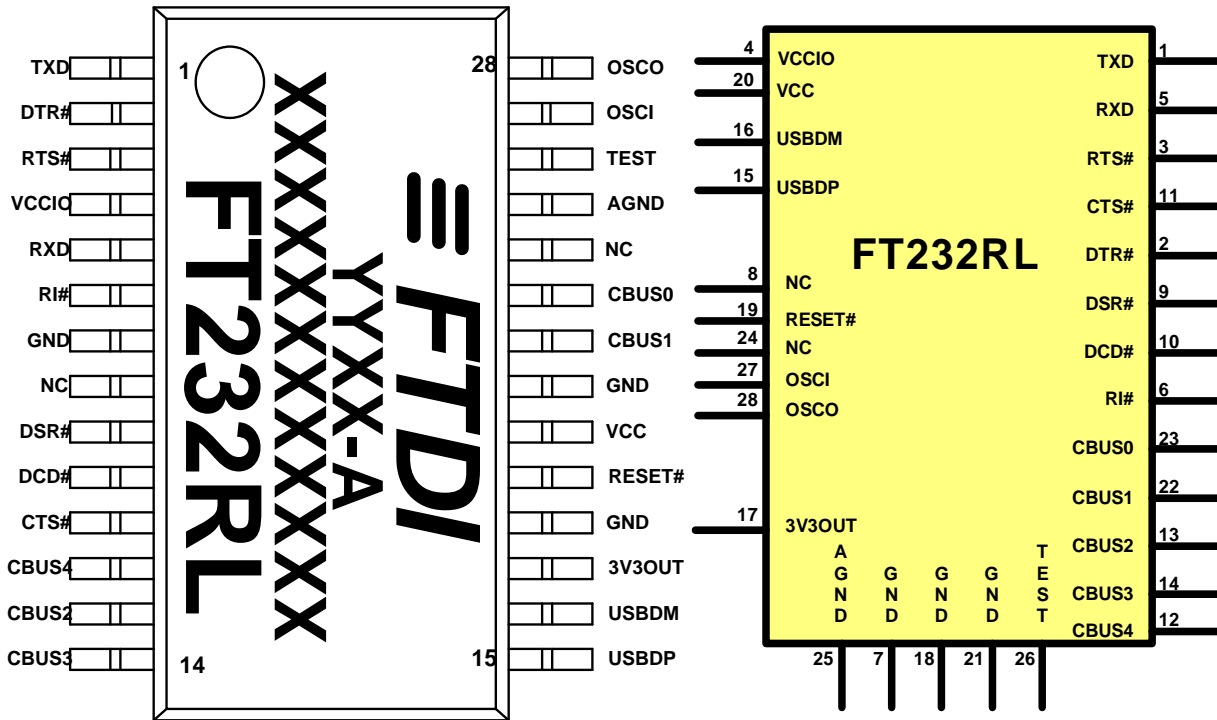 TXD
DTR#
RTS#
VCCIO
RXD
RI#
GND
NC
DSR#
DCD#
CTS#
CBUS4
CBUS2
CBUS3
1
14
28
15
FT232RL
XXXXXXXXXXXX
YYXX-A
FTDI
OSCO
OSCI
TEST
AGND
NC
CBUS0
CBUS1
GND
VCC
RESET#
GND
3V3OUT
USBDM
USBDP
4 VCCIO
20 VCC
16 USBDM
15 USBDP
8 NC
19 RESET#
24 NC
27 OSCI
28 OSCO
17 3V3OUT
FT232RL
TXD 1
RXD 5
RTS# 3
CTS# 11
DTR# 2
DSR# 9
DCD# 10
RI# 6
CBUS0 23
CBUS1 22
CBUS2 13
CBUS3 14
CBUS4 12
AGND
GND
GND
GND
TEST
25 7 18 21 26